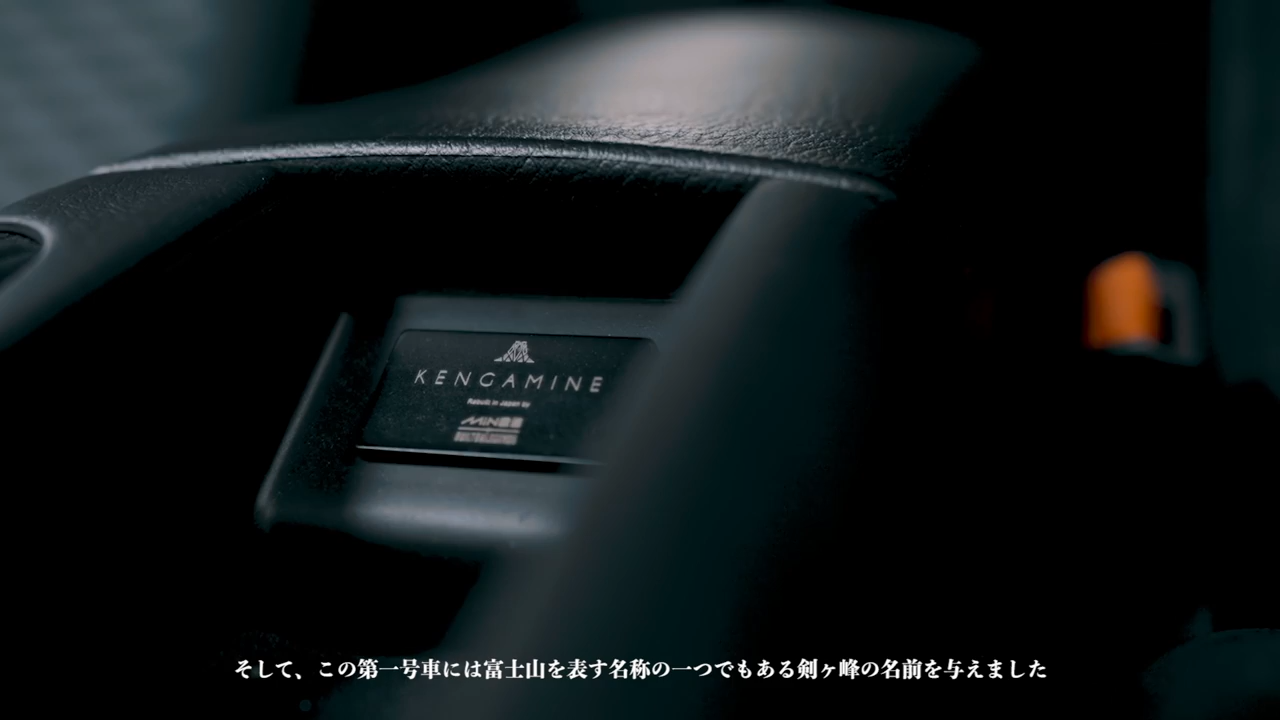 KENGAMINE
Rebuilt in Japan by
MINE'S
そして、この第一号車には富士山を表す名称の一つでもある剣ヶ峰の名前を与えました